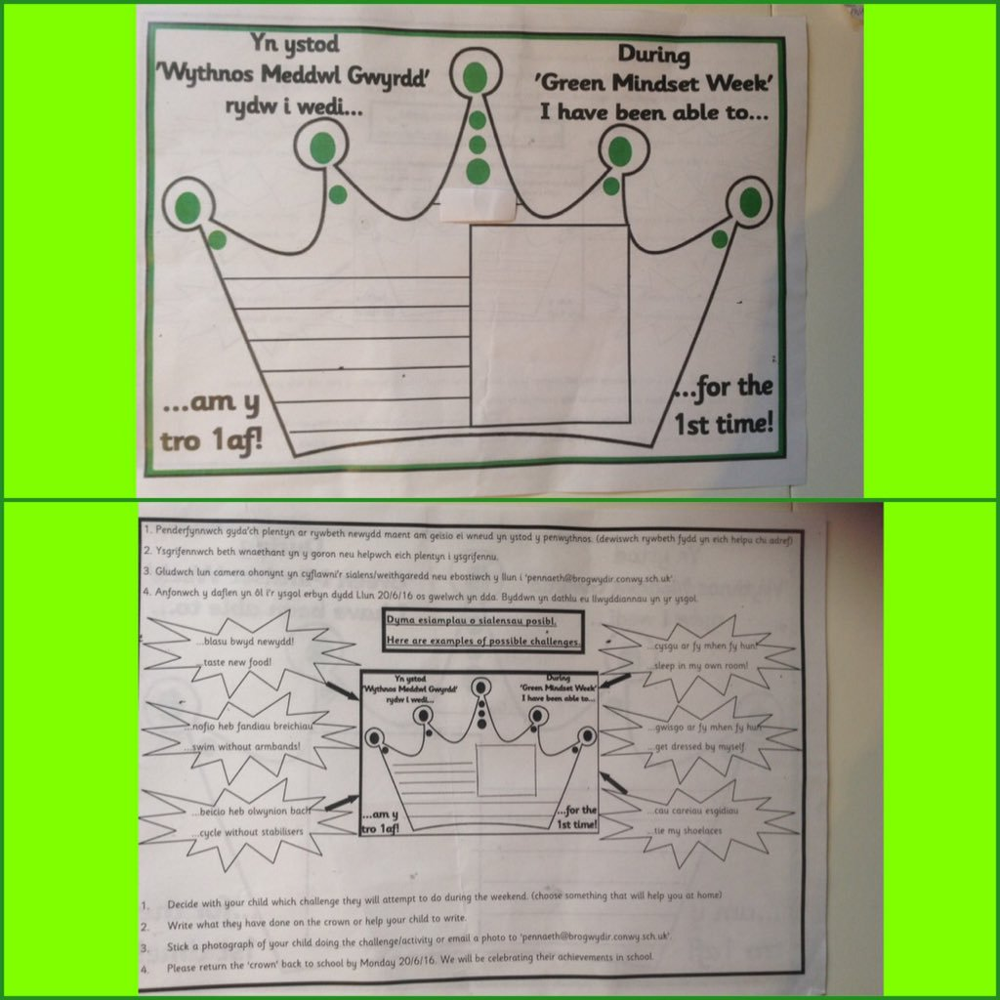 Yn ystod
'Wythnos Meddwl Gwyrdd'
rydw i wedi...
During
'Green Mindset Week'
I have been able to...
...am y
tro 1af!
...for the
1st time!
1. Penderfynnwch gyda'ch plentyn ar rywbeth newydd maent am geisio ei wneud yn ystod y penwythnos. (dewiswch rywbeth fydd yn eich helpu chi adref)
2. Ysgrifennwch beth wnaethant yn y goron neu helpwch eich plentyn i ysgrifennu.
3. Gludwch lun camera ohonynt yn cyflawni'r sialens/weithgaredd neu ebostiwch y llun i 'pennaeth@brogwydir.conwy.sch.uk'.
4. Anfonwch y daflen yn ôl i'r ysgol erbyn dydd Llun 20/6/16 os gwelwch yn dda. Byddwn yn dathlu eu llwyddiannau yn yr ysgol.
Dyma esiamplau o sialensau posibl.
Here are examples of possible challenges.
...blasu bwyd newydd!
...taste new food!
...cysgu ar fy mhen fy hun!
...sleep in my own room!
...nofio heb fandiau breichiau
...swim without armbands!
...gwisgo ar fy mhen fy hun
...get dressed by myself
...beicio heb olwynion bach
...cycle without stabilisers
...cau careiau esgidiau
...tie my shoelaces
Yn ystod
'Wythnos Meddwl Gwyrdd'
rydw i wedi...
During
'Green Mindset Week'
I have been able to...
...am y
tro 1af!
...for the
1st time!
1. Decide with your child which challenge they will attempt to do during the weekend. (choose something that will help you at home)
2. Write what they have done on the crown or help your child to write.
3. Stick a photograph of your child doing the challenge/activity or email a photo to 'pennaeth@brogwydir.conwy.sch.uk'.
4. Please return the 'crown' back to school by Monday 20/6/16. We will be celebrating their achievements in school.